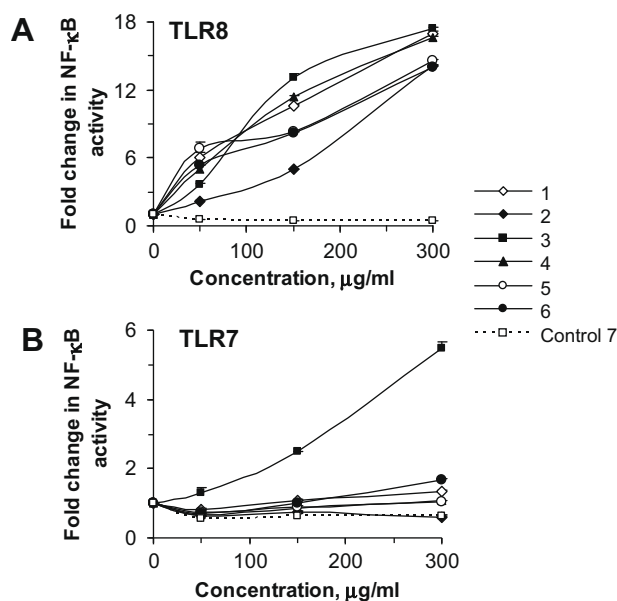 A
TLR8
Fold change in NF-κB
activity
18
12
6
0
0
100
200
300
Concentration, μg/ml
1
2
3
4
5
6
Control 7
B
TLR7
Fold change in NF-κB
activity
6
4
2
0
0
100
200
300
Concentration, μg/ml